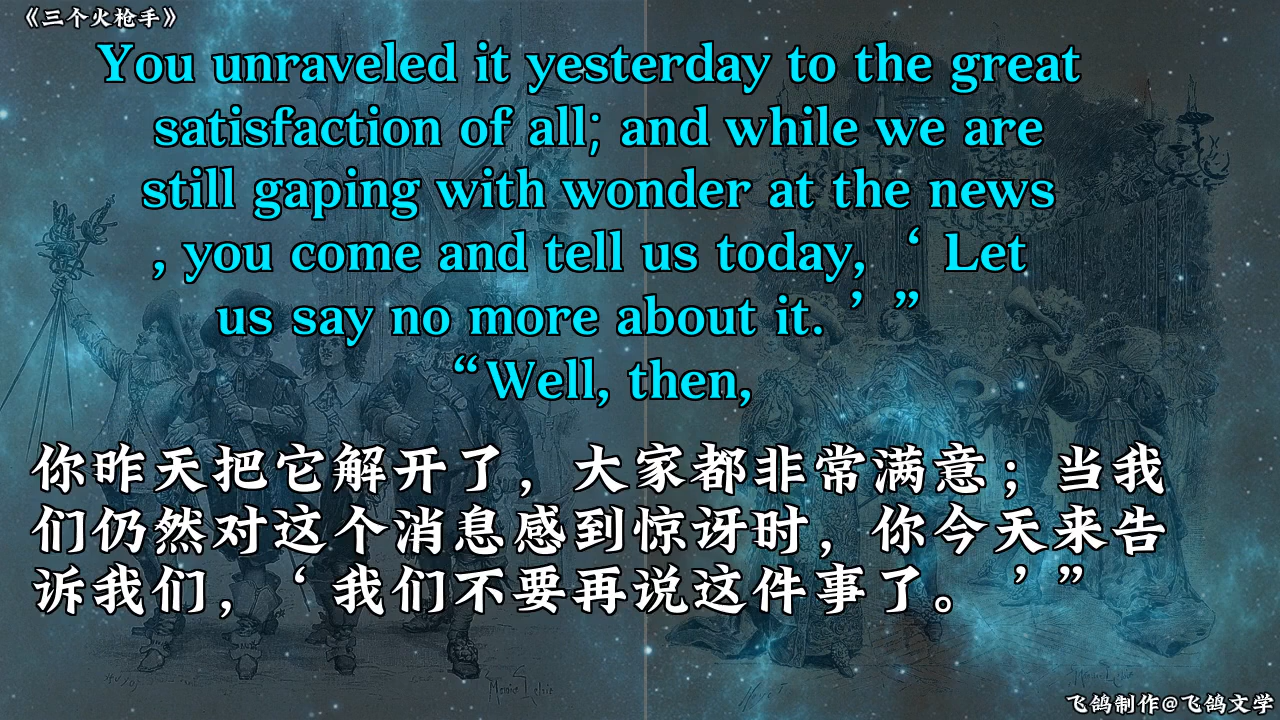 《三个火枪手》
You unraveled it yesterday to the great
satisfaction of all; and while we are
still gaping with wonder at the news
, you come and tell us today, ‘ Let
us say no more about it. ’ ”
“Well, then,
你昨天把它解开了，大家都非常满意；当我
们仍然对这个消息感到惊讶时，你今天来告
诉我们，‘ 我们不要再说这件事了。 ’”
飞鸽制作@飞鸽文学